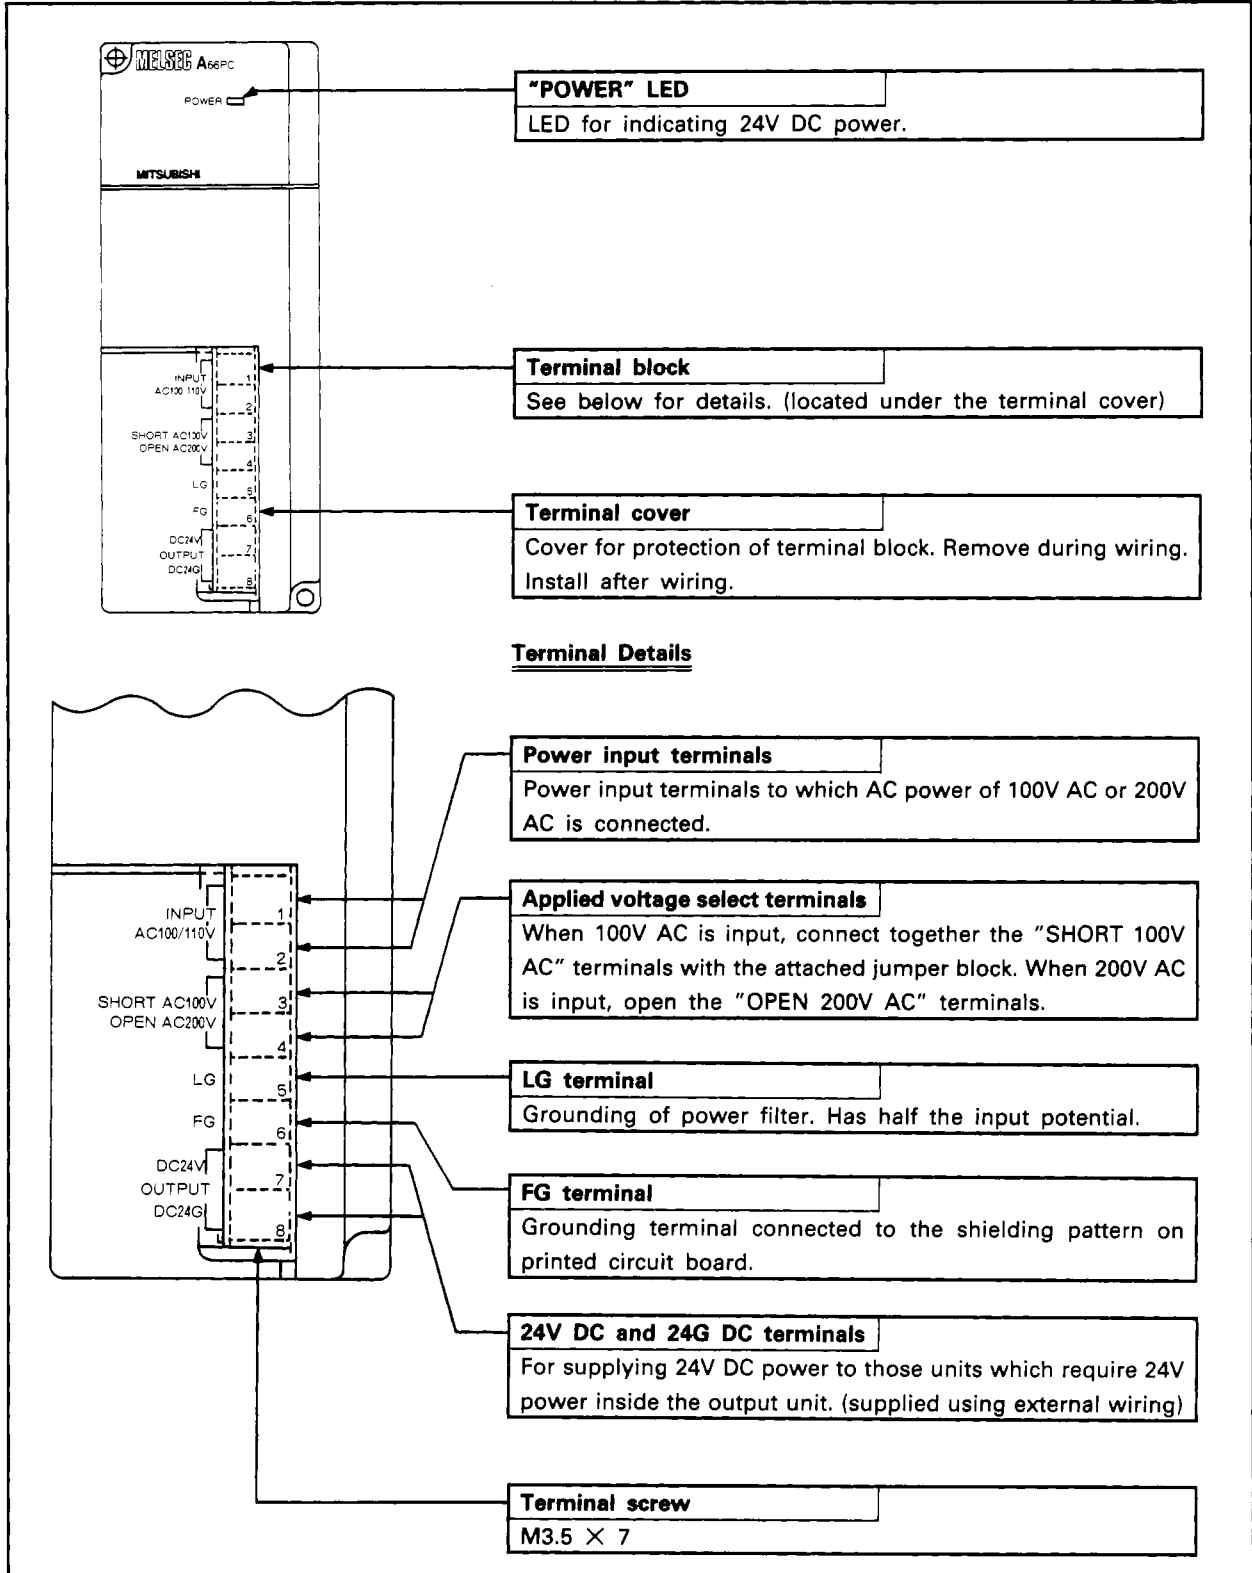 MELSEC A66PC
POWER
MITSUBISHI
INPUT
AC100 110V
SHORT AC100V
OPEN AC200V
LG
FG
DC24V
OUTPUT
DC24G
1
2
3
4
5
6
7
8
"POWER" LED
LED for indicating 24V DC power.
Terminal block
See below for details. (located under the terminal cover)
Terminal cover
Cover for protection of terminal block. Remove during wiring.
Install after wiring.
Terminal Details
INPUT
AC100/110V
SHORT AC100V
OPEN AC200V
LG
FG
DC24V
OUTPUT
DC24G
1
2
3
4
5
6
7
8
Power input terminals
Power input terminals to which AC power of 100V AC or 200V
AC is connected.
Applied voltage select terminals
When 100V AC is input, connect together the "SHORT 100V
AC" terminals with the attached jumper block. When 200V AC
is input, open the "OPEN 200V AC" terminals.
LG terminal
Grounding of power filter. Has half the input potential.
FG terminal
Grounding terminal connected to the shielding pattern on
printed circuit board.
24V DC and 24G DC terminals
For supplying 24V DC power to those units which require 24V
power inside the output unit. (supplied using external wiring)
Terminal screw
M3.5 × 7